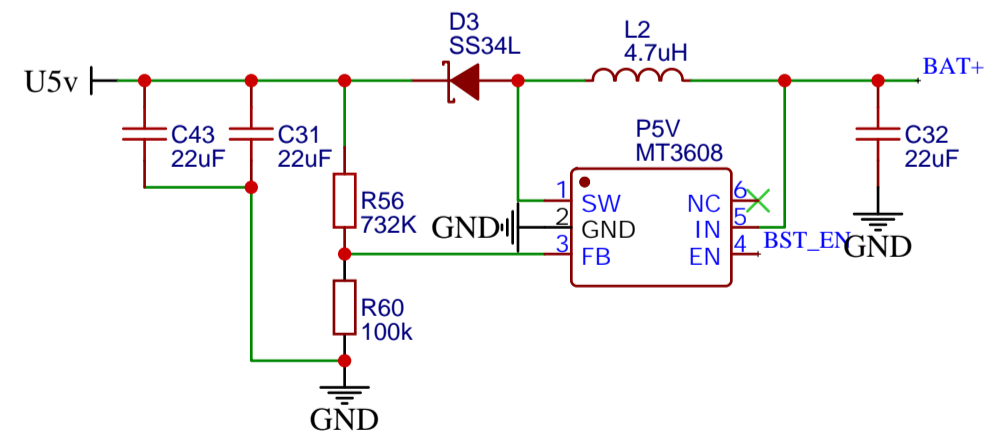 D3
SS34L
L2
4.7uH
U5v
BAT+
C43
22uF
C31
22uF
P5V
MT3608
C32
22uF
R56
732K
1
SW
NC
6
GND
2
GND
IN
5
3
FB
EN
4
BST_EN
GND
R60
100k
GND